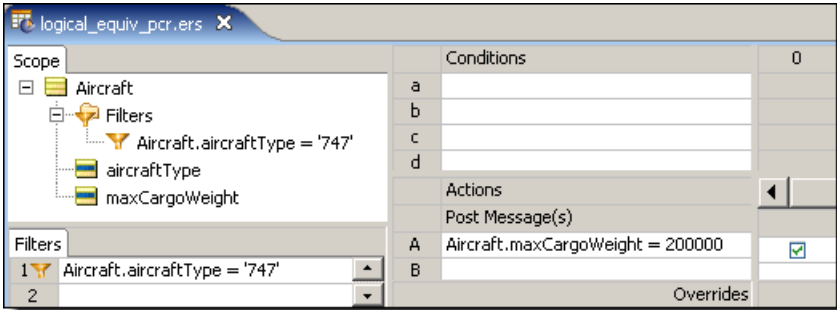 logical_equiv_pcr.ers
Scope
Aircraft
Filters
Aircraft.aircraftType = '747'
aircraftType
maxCargoWeight
Filters
1 Aircraft.aircraftType = '747'
2
Conditions 0
a
b
c
d
Actions
Post Message(s)
A Aircraft.maxCargoWeight = 200000
B
Overrides